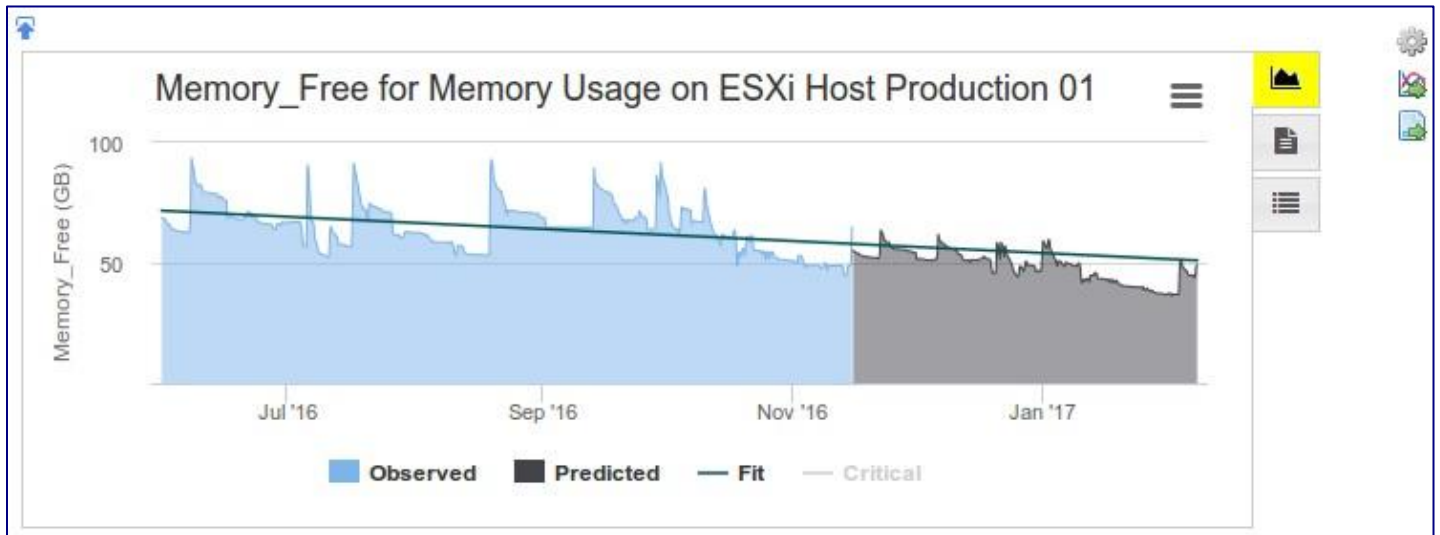 Memory_Free for Memory Usage on ESXi Host Production 01
Memory_Free (GB)
100
50
Jul '16
Sep '16
Nov '16
Jan '17
Observed
Predicted
Fit
Critical